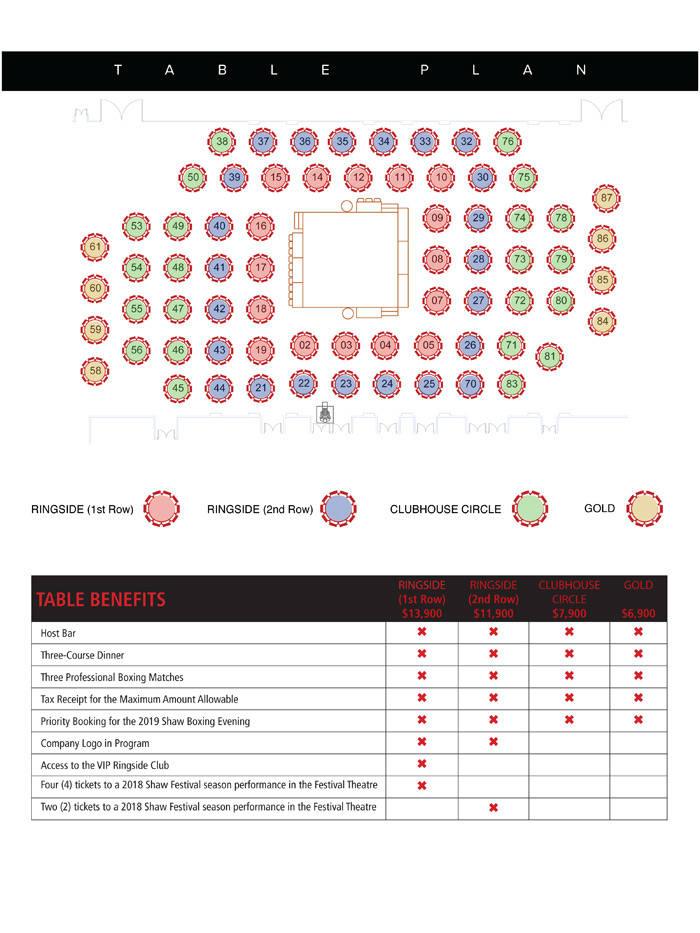 TABLE PLAN
38 37 36 35 34 33 32 76
50 39 15 14 12 11 10 30 75
87
53 49 40 16 09 29 74 78
61 86
54 48 41 17 08 28 73 79
60 85
55 47 42 18 07 27 72 80
59 84
56 46 43 19 02 03 04 05 26 71 81
58
45 44 21 22 23 24 25 70 83
RINGSIDE (1st Row) RINGSIDE (2nd Row) CLUBHOUSE CIRCLE GOLD
TABLE BENEFITS
RINGSIDE (1st Row) $13,900
RINGSIDE (2nd Row) $11,900
CLUBHOUSE CIRCLE $7,900
GOLD $6,900
Host Bar ✖ ✖ ✖ ✖
Three-Course Dinner ✖ ✖ ✖ ✖
Three Professional Boxing Matches ✖ ✖ ✖ ✖
Tax Receipt for the Maximum Amount Allowable ✖ ✖ ✖ ✖
Priority Booking for the 2019 Shaw Boxing Evening ✖ ✖ ✖ ✖
Company Logo in Program ✖ ✖
Access to the VIP Ringside Club ✖
Four (4) tickets to a 2018 Shaw Festival season performance in the Festival Theatre ✖
Two (2) tickets to a 2018 Shaw Festival season performance in the Festival Theatre ✖